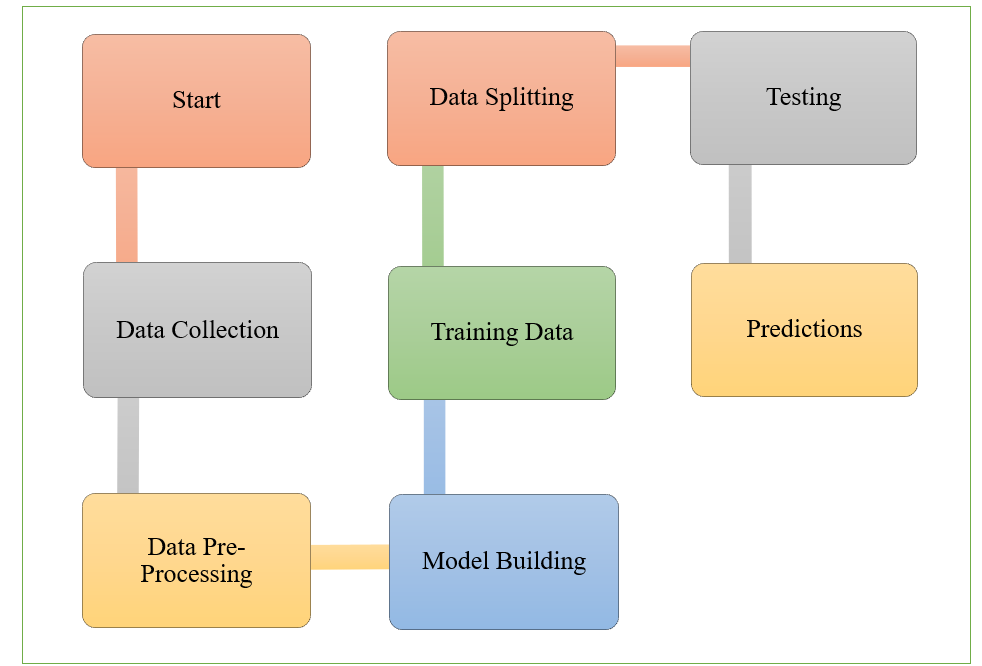 Start
Data Collection
Data Pre-
Processing
Model Building
Training Data
Data Splitting
Testing
Predictions